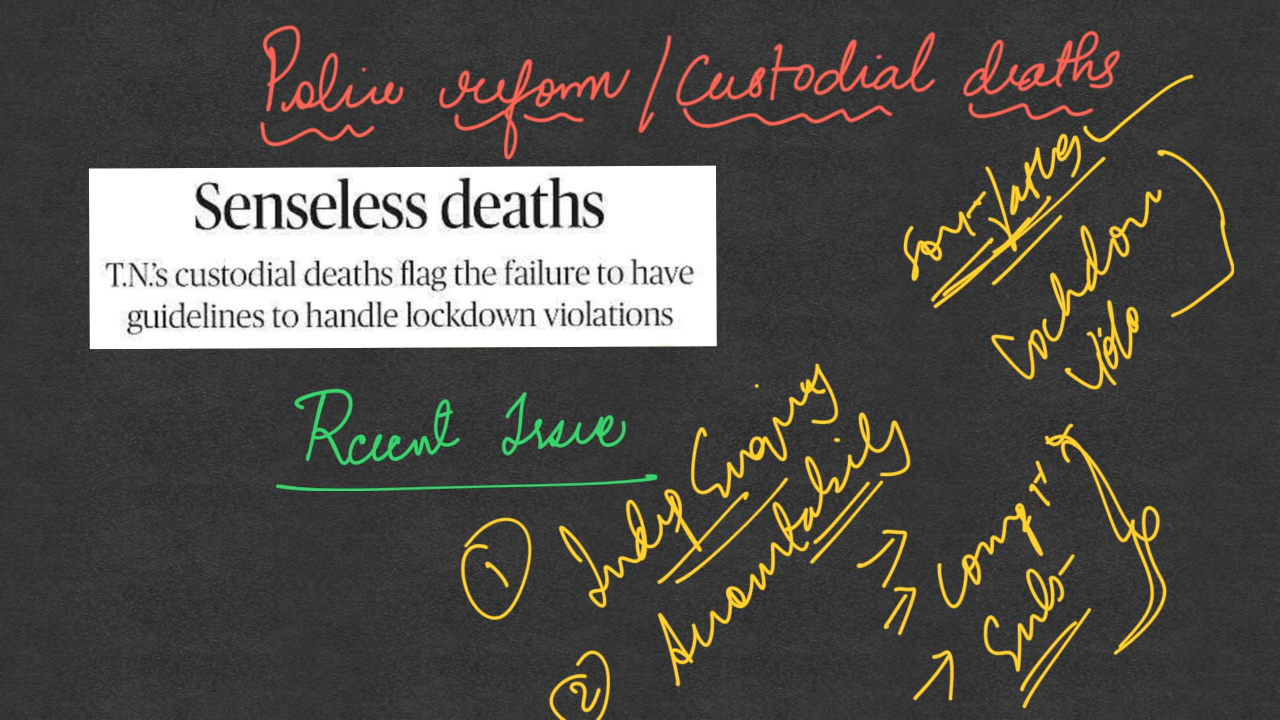 Police reform / Custodial deaths
Senseless deaths
T.N.'s custodial deaths flag the failure to have
guidelines to handle lockdown violations
Lockdown
Recent Issue
① Indep Enquiry
② Accountability